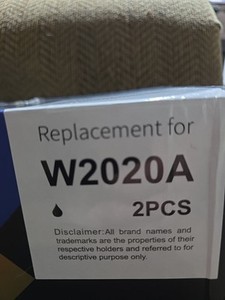 Replacement for
W2020A
2PCS
Disclaimer:All brand names and
trademarks are the properties of their
respective holders and referred to for
descriptive purpose only.